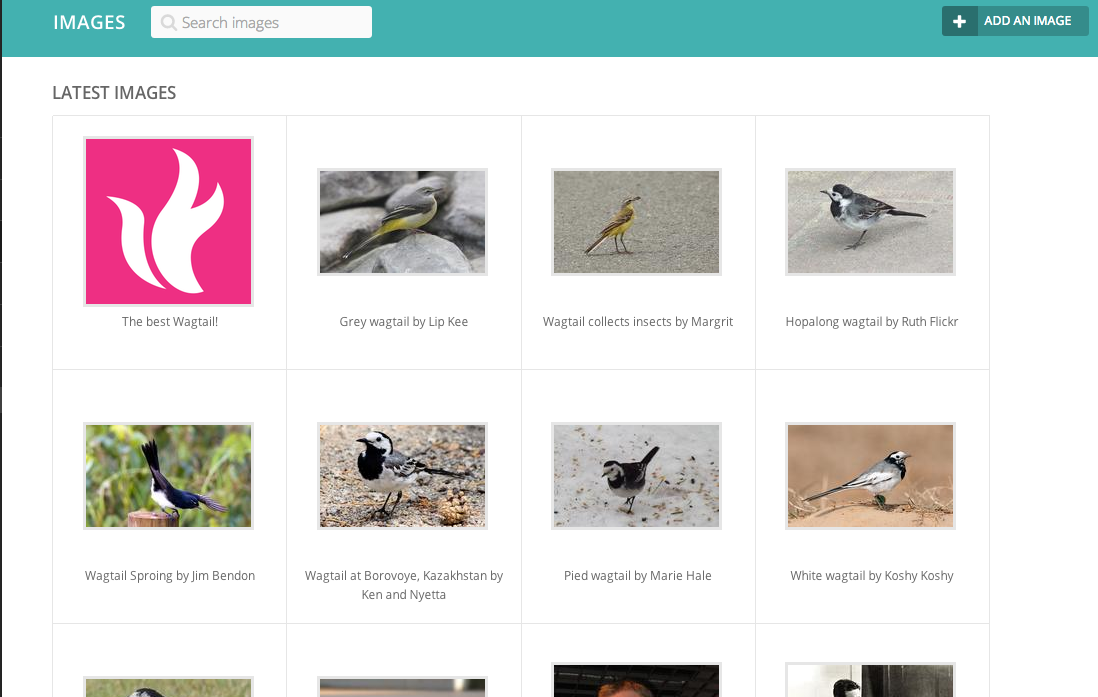 IMAGES
Search images
ADD AN IMAGE
LATEST IMAGES
The best Wagtail!
Grey wagtail by Lip Kee
Wagtail collects insects by Margrit
Hopalong wagtail by Ruth Flickr
Wagtail Sproing by Jim Bendon
Wagtail at Borovoye, Kazakhstan by
Ken and Nyetta
Pied wagtail by Marie Hale
White wagtail by Koshy Koshy